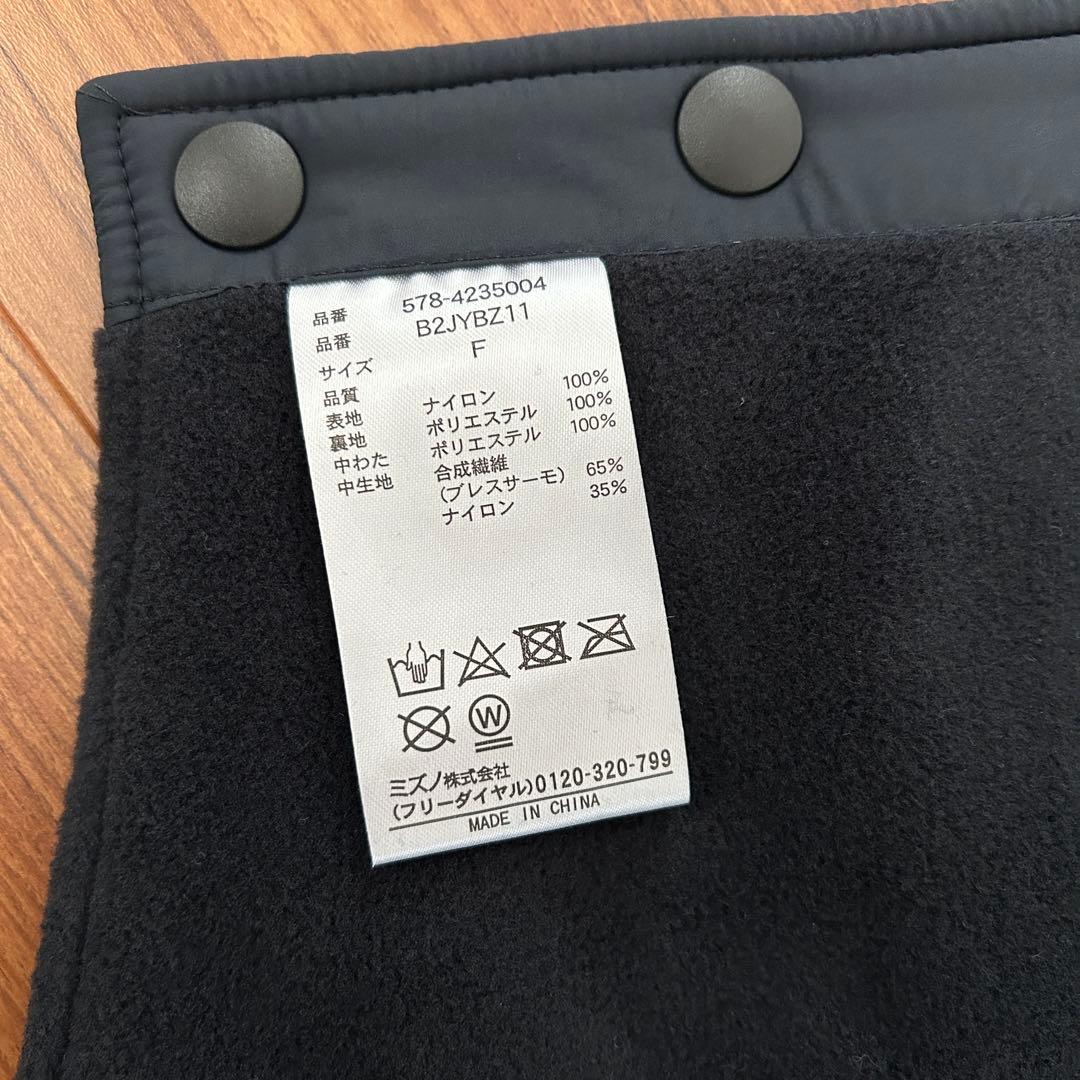 品番 578-4235004
品番 B2JYBZ11
サイズ F
品質
表地 ナイロン 100%
裏地 ポリエステル 100%
中わた ポリエステル 100%
中生地 合成繊維
(ブレスサーモ) 65%
ナイロン 35%
W
ミズノ株式会社
(フリーダイヤル)0120-320-799
MADE IN CHINA